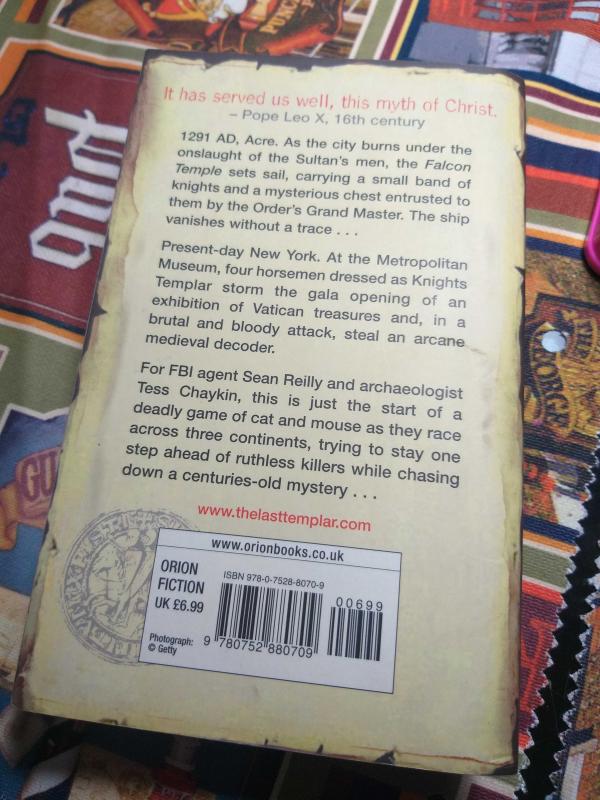 PUNC
It has served us well, this myth of Christ.
– Pope Leo X, 16th century
1291 AD, Acre. As the city burns under the
onslaught of the Sultan's men, the Falcon
Temple sets sail, carrying a small band of
knights and a mysterious chest entrusted to
them by the Order's Grand Master. The ship
vanishes without a trace . . .
Present-day New York. At the Metropolitan
Museum, four horsemen dressed as Knights
Templar storm the gala opening of an
exhibition of Vatican treasures and, in a
brutal and bloody attack, steal an arcane
medieval decoder.
For FBI agent Sean Reilly and archaeologist
Tess Chaykin, this is just the start of a
deadly game of cat and mouse as they race
across three continents, trying to stay one
step ahead of ruthless killers while chasing
down a centuries-old mystery . . .
www.thelasttemplar.com
www.orionbooks.co.uk
ORION
FICTION
UK £6.99
ISBN 978-0-7528-8070-9
00699
9 780752 880709
Photograph:
© Getty
pub
THE
GEORGE
GU